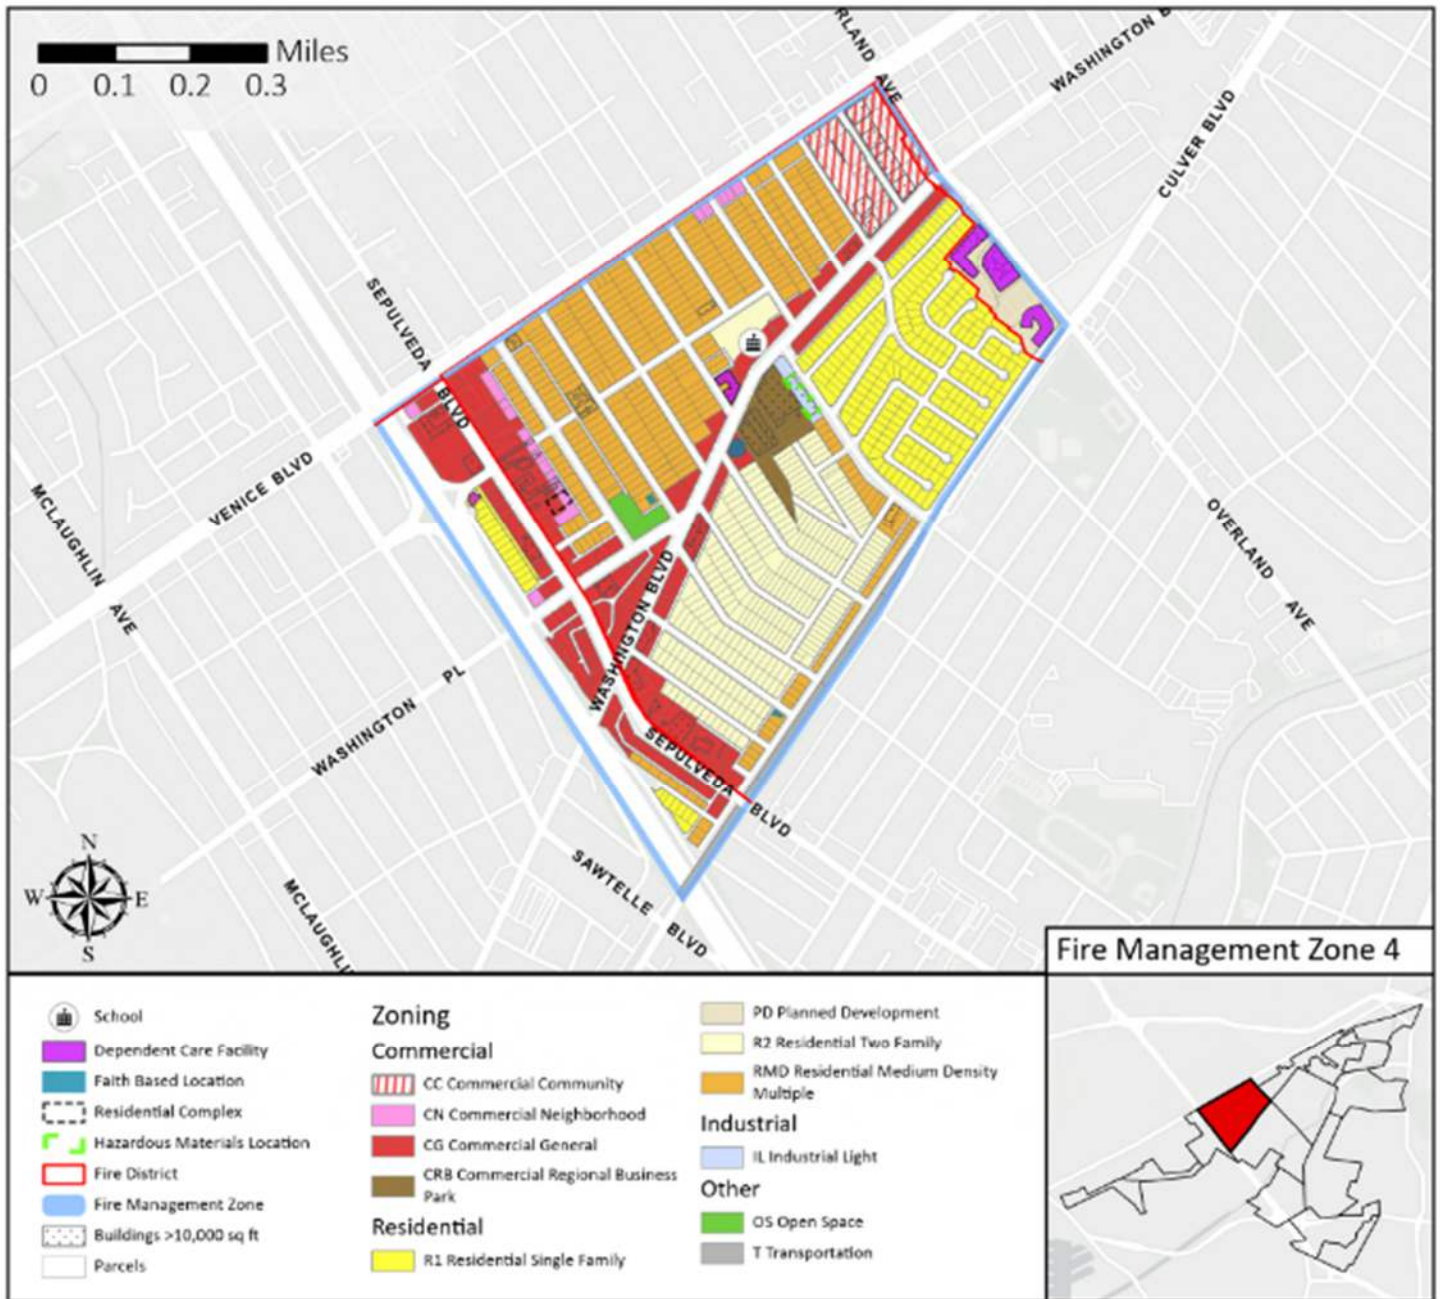 Miles
0 0.1 0.2 0.3
RLAND AVE
WASHINGTON B
CULVER BLVD
SEPULVEDA BLVD
VENICE BLVD
MCLAUGHLIN AVE
OVERLAND AVE
WASHINGTON BLVD
WASHINGTON PL
SEPULVEDA BLVD
SAWTELLE BLVD
MCLAUGHLI
N
W E
S
Fire Management Zone 4
School
Dependent Care Facility
Faith Based Location
Residential Complex
Hazardous Materials Location
Fire District
Fire Management Zone
Buildings >10,000 sq ft
Parcels
Zoning
Commercial
CC Commercial Community
CN Commercial Neighborhood
CG Commercial General
CRB Commercial Regional Business
Park
Residential
R1 Residential Single Family
PD Planned Development
R2 Residential Two Family
RMD Residential Medium Density
Multiple
Industrial
IL Industrial Light
Other
OS Open Space
T Transportation